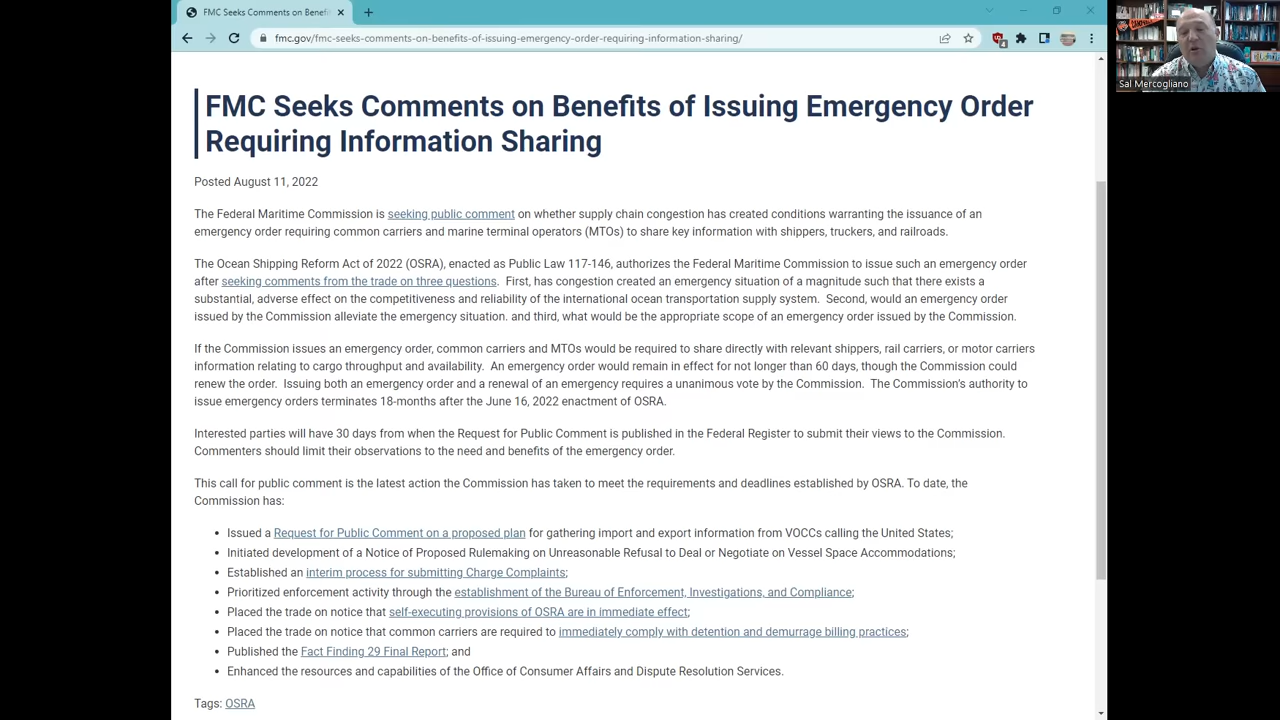 FMC Seeks Comments on Benefi
fmc.gov/fmc-seeks-comments-on-benefits-of-issuing-emergency-order-requiring-information-sharing/
Sal Mercogliano
FMC Seeks Comments on Benefits of Issuing Emergency Order
Requiring Information Sharing
Posted August 11, 2022
The Federal Maritime Commission is seeking public comment on whether supply chain congestion has created conditions warranting the issuance of an
emergency order requiring common carriers and marine terminal operators (MTOs) to share key information with shippers, truckers, and railroads.
The Ocean Shipping Reform Act of 2022 (OSRA), enacted as Public Law 117-146, authorizes the Federal Maritime Commission to issue such an emergency order
after seeking comments from the trade on three questions.  First, has congestion created an emergency situation of a magnitude such that there exists a
substantial, adverse effect on the competitiveness and reliability of the international ocean transportation supply system.  Second, would an emergency order
issued by the Commission alleviate the emergency situation. and third, what would be the appropriate scope of an emergency order issued by the Commission.
If the Commission issues an emergency order, common carriers and MTOs would be required to share directly with relevant shippers, rail carriers, or motor carriers
information relating to cargo throughput and availability.  An emergency order would remain in effect for not longer than 60 days, though the Commission could
renew the order.  Issuing both an emergency order and a renewal of an emergency requires a unanimous vote by the Commission.  The Commission's authority to
issue emergency orders terminates 18-months after the June 16, 2022 enactment of OSRA.
Interested parties will have 30 days from when the Request for Public Comment is published in the Federal Register to submit their views to the Commission.
Commenters should limit their observations to the need and benefits of the emergency order.
This call for public comment is the latest action the Commission has taken to meet the requirements and deadlines established by OSRA. To date, the
Commission has:
• Issued a Request for Public Comment on a proposed plan for gathering import and export information from VOCCs calling the United States;
• Initiated development of a Notice of Proposed Rulemaking on Unreasonable Refusal to Deal or Negotiate on Vessel Space Accommodations;
• Established an interim process for submitting Charge Complaints;
• Prioritized enforcement activity through the establishment of the Bureau of Enforcement, Investigations, and Compliance;
• Placed the trade on notice that self-executing provisions of OSRA are in immediate effect;
• Placed the trade on notice that common carriers are required to immediately comply with detention and demurrage billing practices;
• Published the Fact Finding 29 Final Report; and
• Enhanced the resources and capabilities of the Office of Consumer Affairs and Dispute Resolution Services.
Tags: OSRA